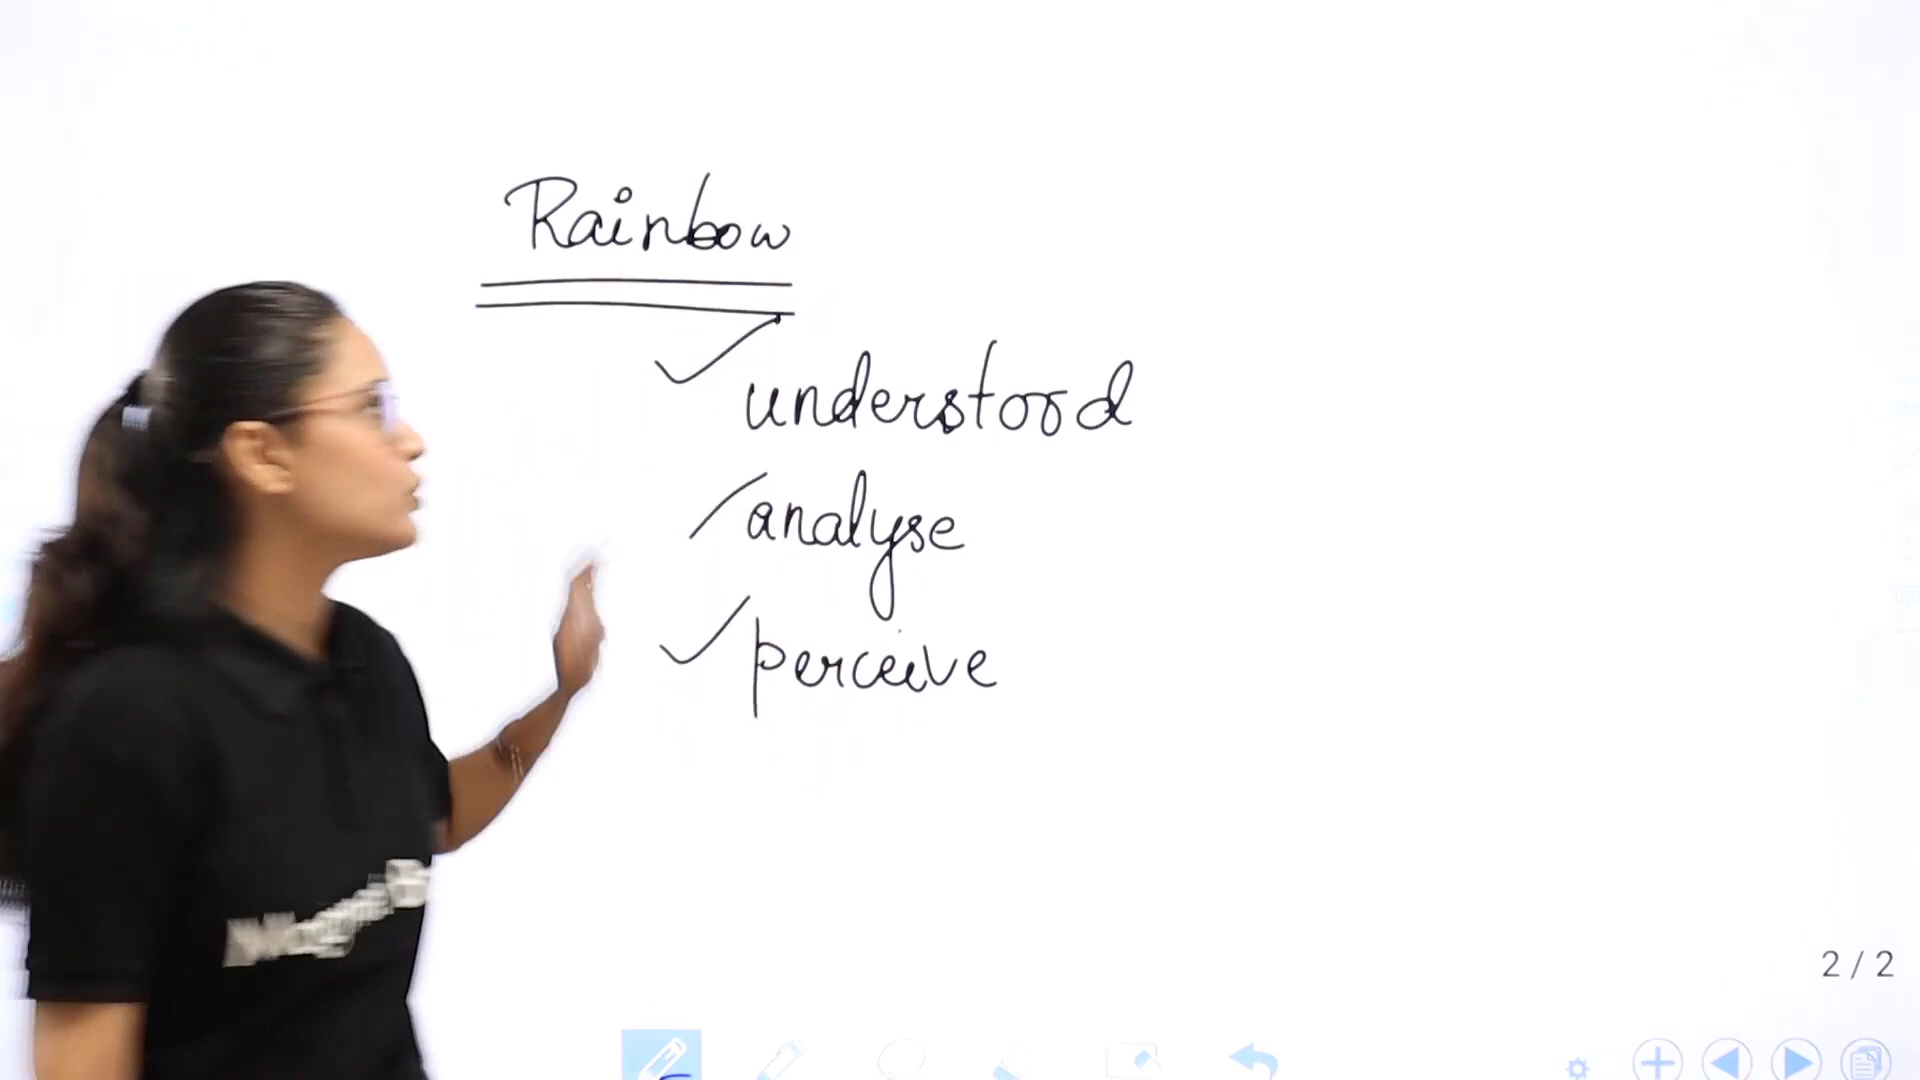 Rainbow
understood
analyse
perceive
2 / 2